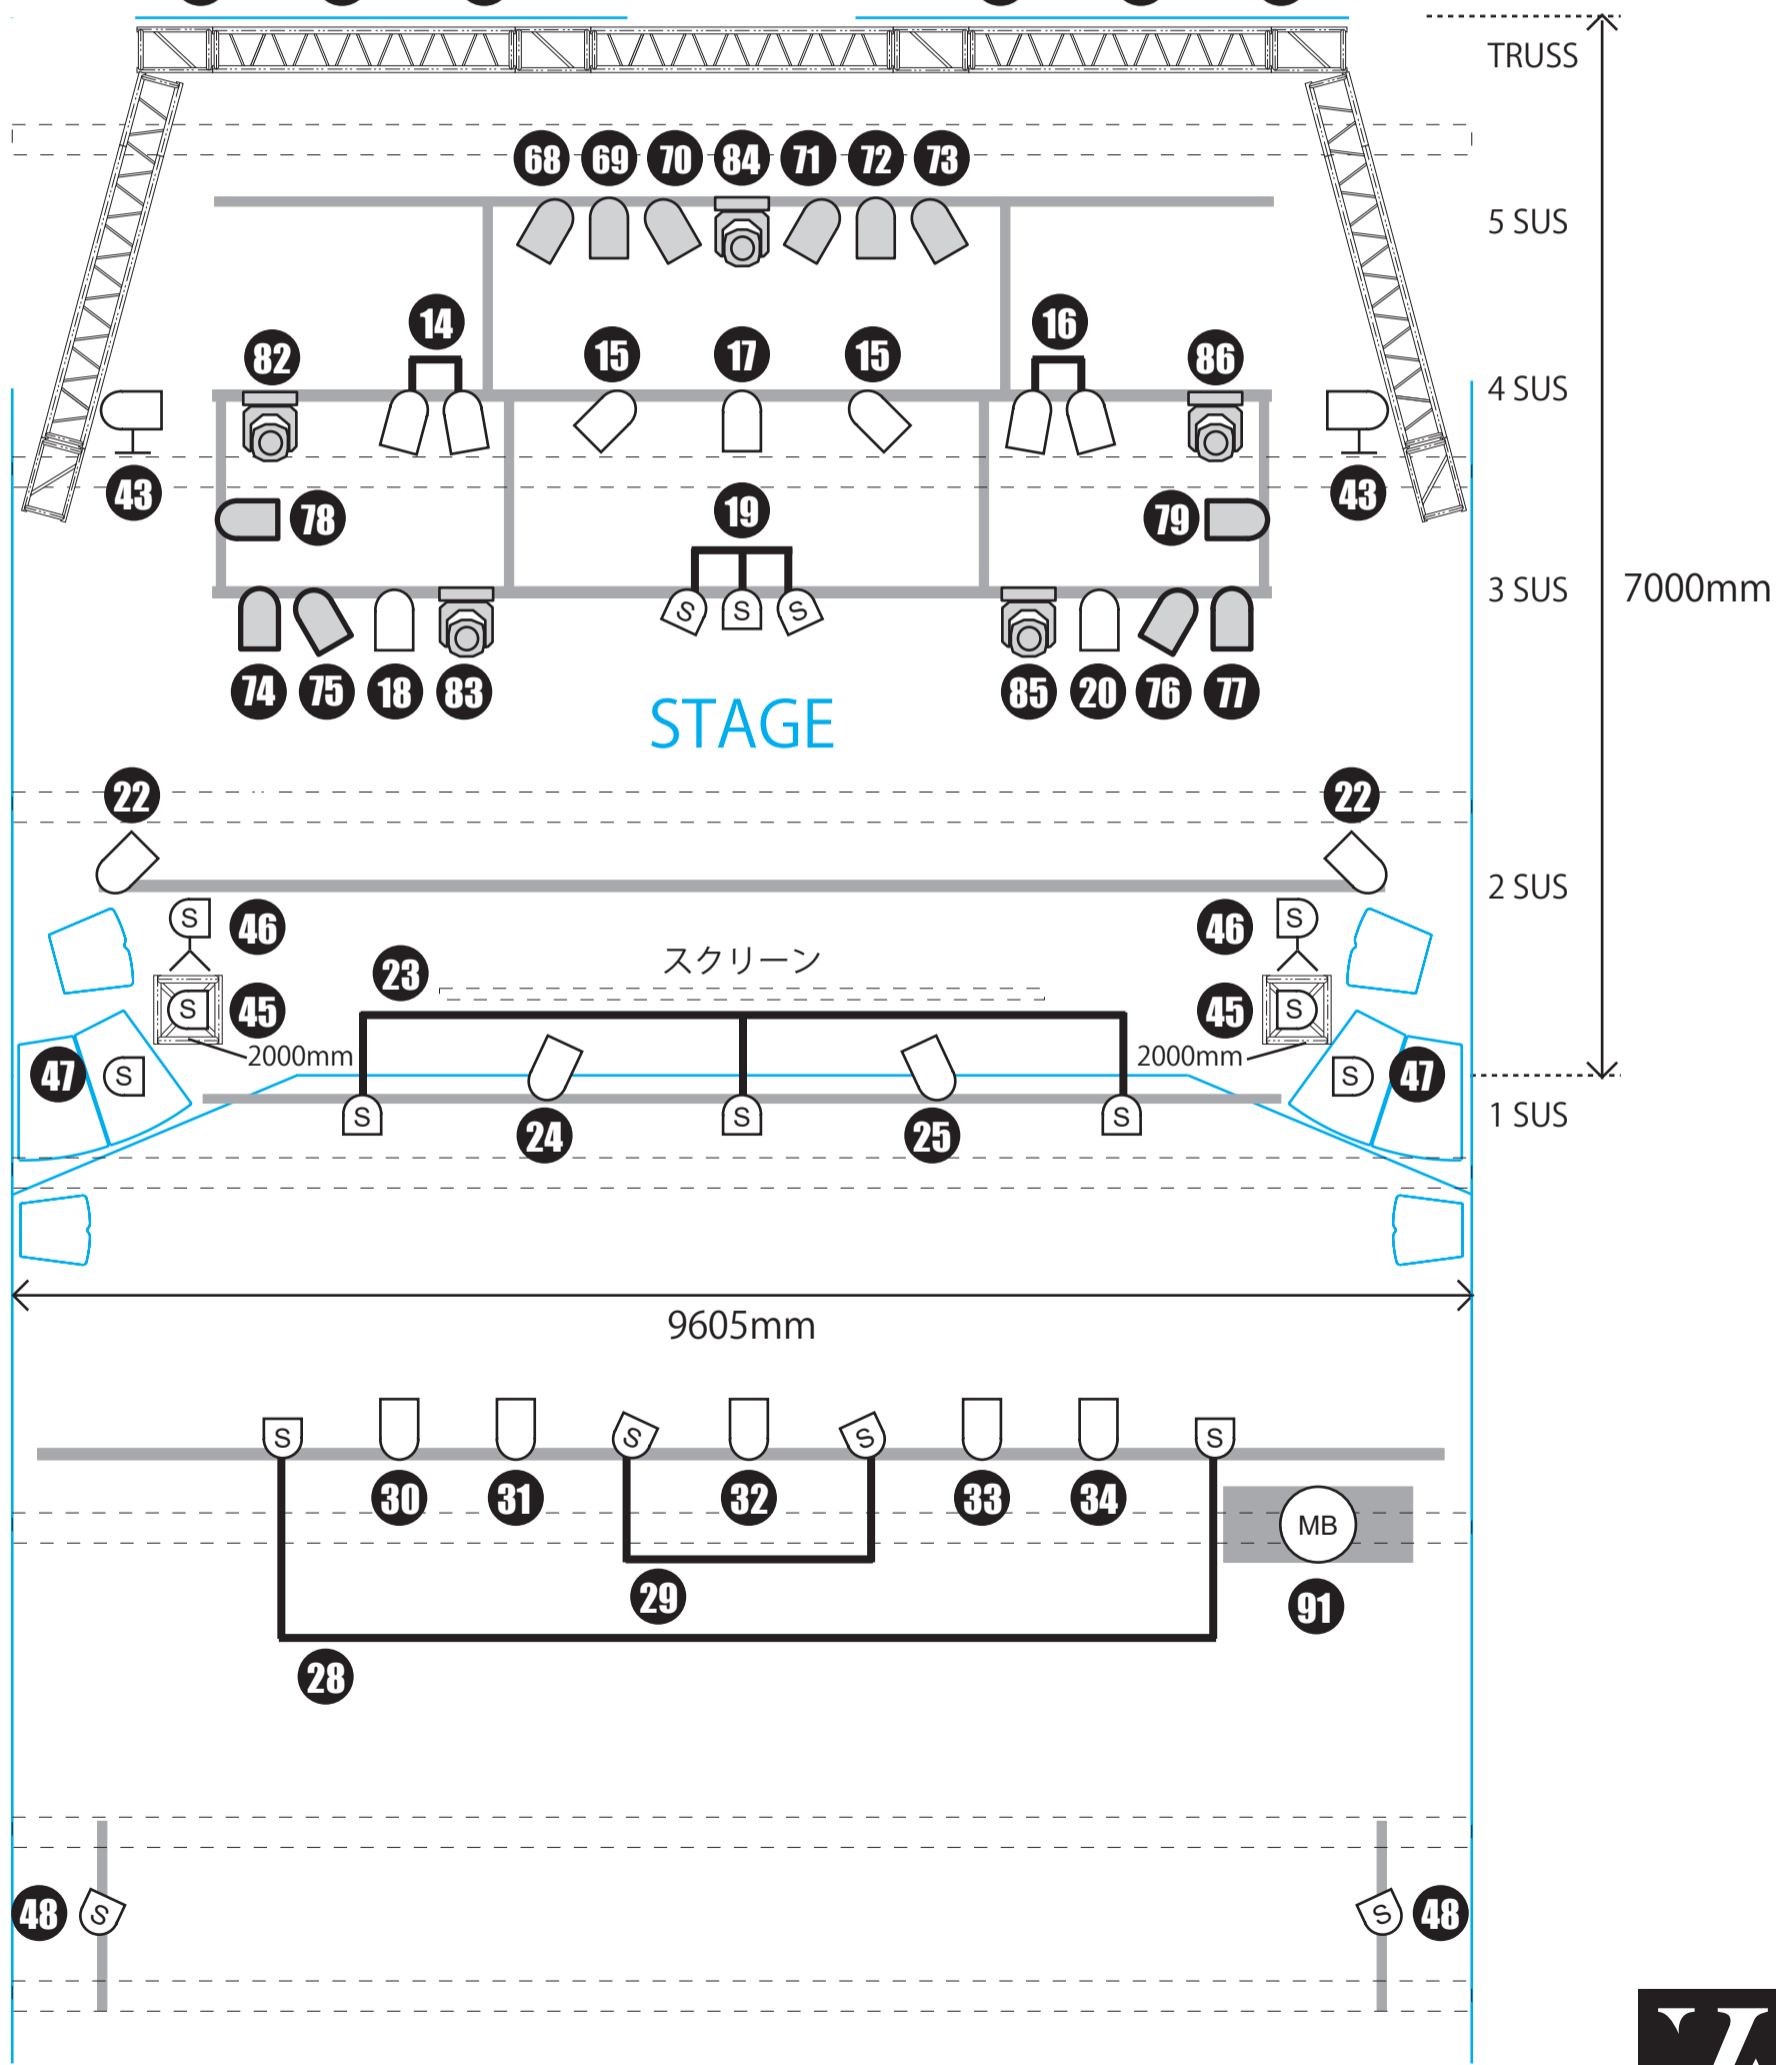 TRUSS
68 69 70 84 71 72 73
5 SUS
14 16
82 15 17 15 86
4 SUS
43 78 19 79 43
3 SUS
7000mm
S S S
74 75 18 83 85 20 76 77
STAGE
22 22
2 SUS
S 46 46 S
23 スクリーン
S 45 45 S
2000mm 2000mm
47 S S 47
1 SUS
S S S
24 25
9605mm
S S S S
30 31 32 33 34
MB
29 91
28
48 S S 48